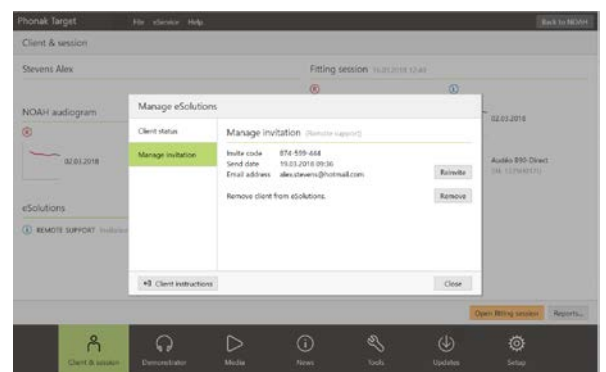 Phonak Target File eService Help Back to NOAH
Client & session
Stevens Alex
Fitting session
NOAH audiogram
02.03.2018
02.03.2018
Audéo B90-Direct
eSolutions
REMOTE SUPPORT
Manage eSolutions
Client status
Manage invitation
Manage invitation (Remote support)
Invite code 074-599-444
Send date 19.03.2018 09:36
Email address alex.stevens@hotmail.com
Reinvite
Remove client from eSolutions.
Remove
Client instructions
Close
Open fitting session Reports...
Client & session Demonstrator Media News Tools Updates Setup